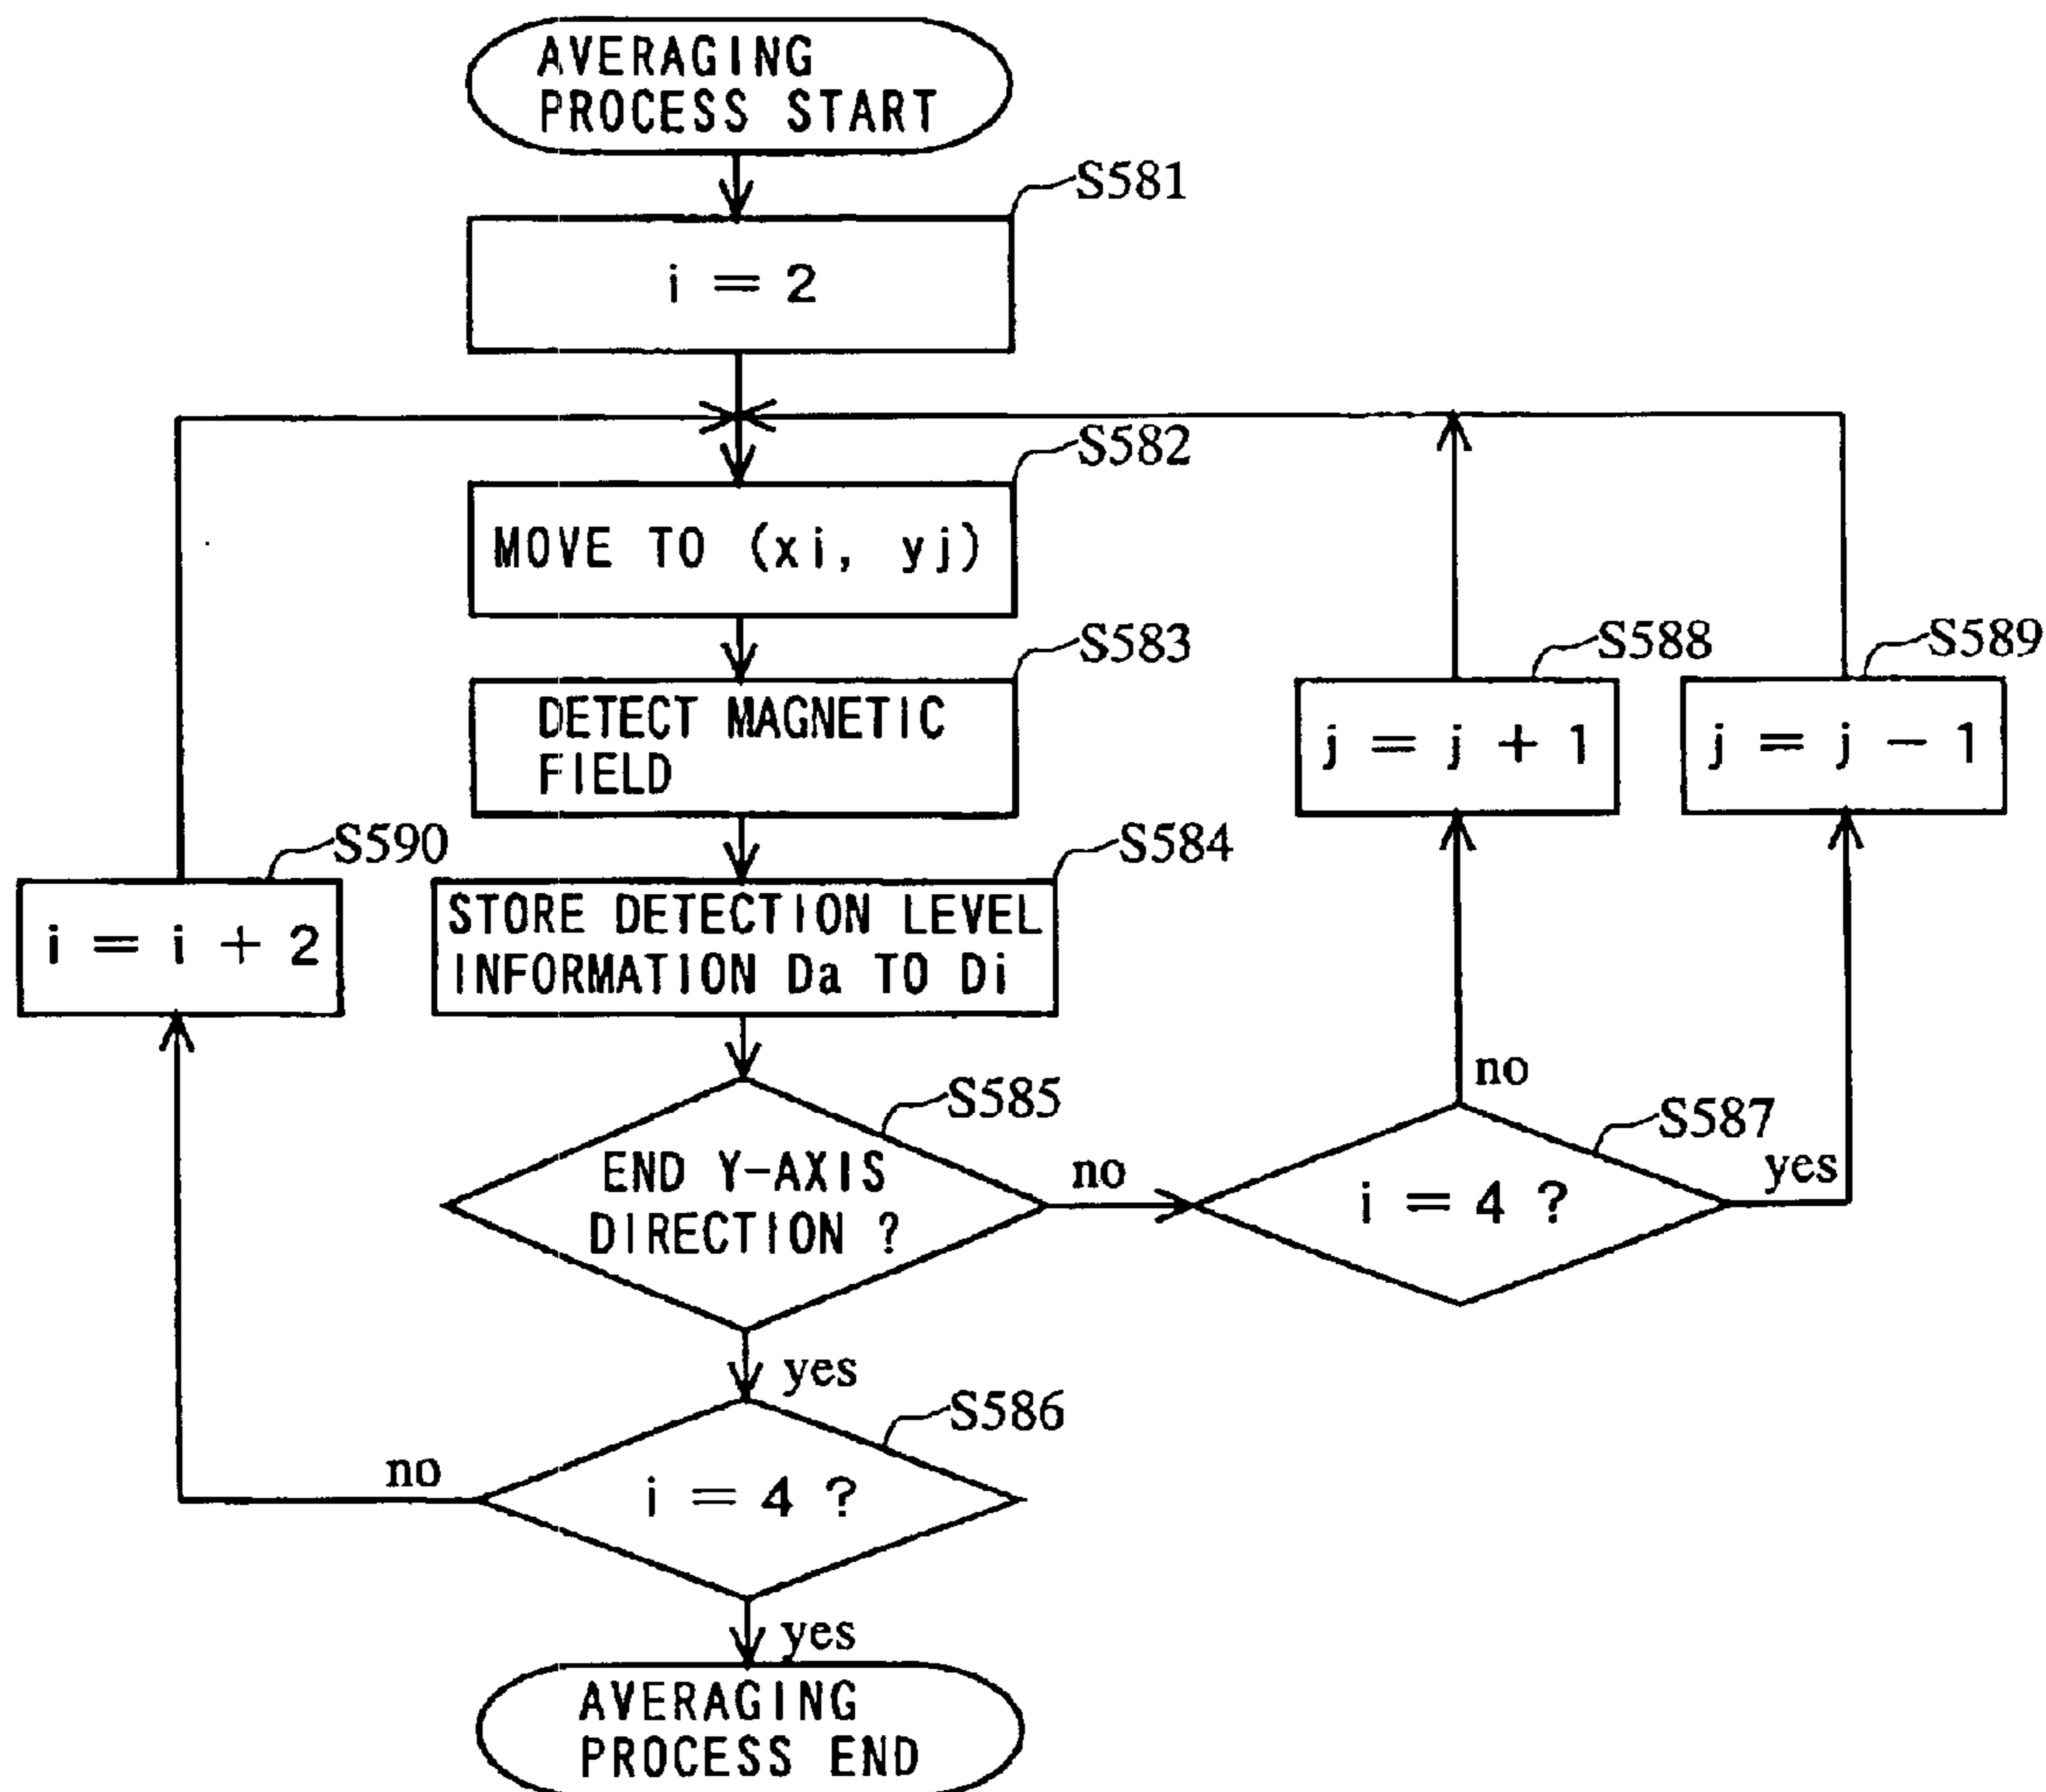 AVERAGING
PROCESS START
S581
i = 2
S582
MOVE TO (xi, yj)
S583
DETECT MAGNETIC
FIELD
S588
j = j + 1
S589
j = j - 1
S590
i = i + 2
S584
STORE DETECTION LEVEL
INFORMATION Da TO Di
S585
END Y-AXIS
DIRECTION ?
no
S587
i = 4 ?
no
yes
yes
S586
i = 4 ?
no
yes
AVERAGING
PROCESS END